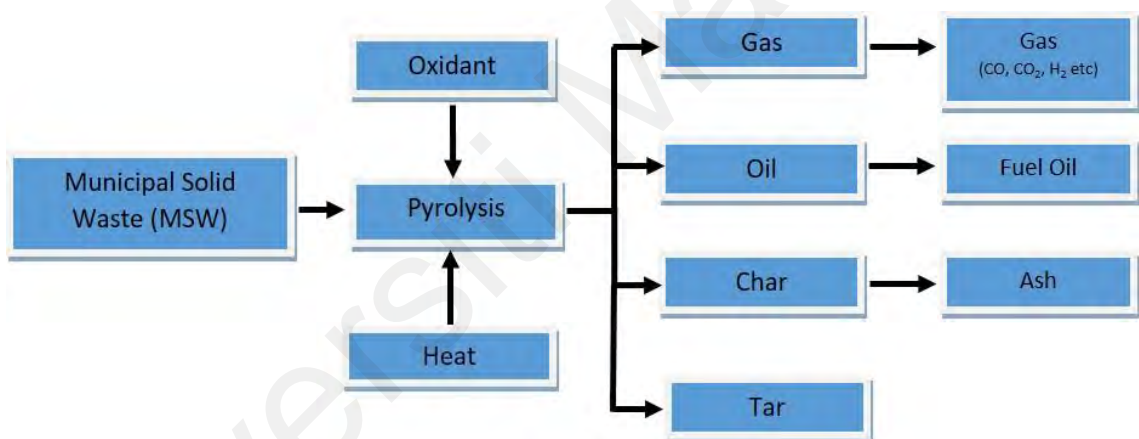 Oxidant
Municipal Solid
Waste (MSW)
Pyrolysis
Heat
Gas
Gas
(CO, CO₂, H₂ etc)
Oil
Fuel Oil
Char
Ash
Tar